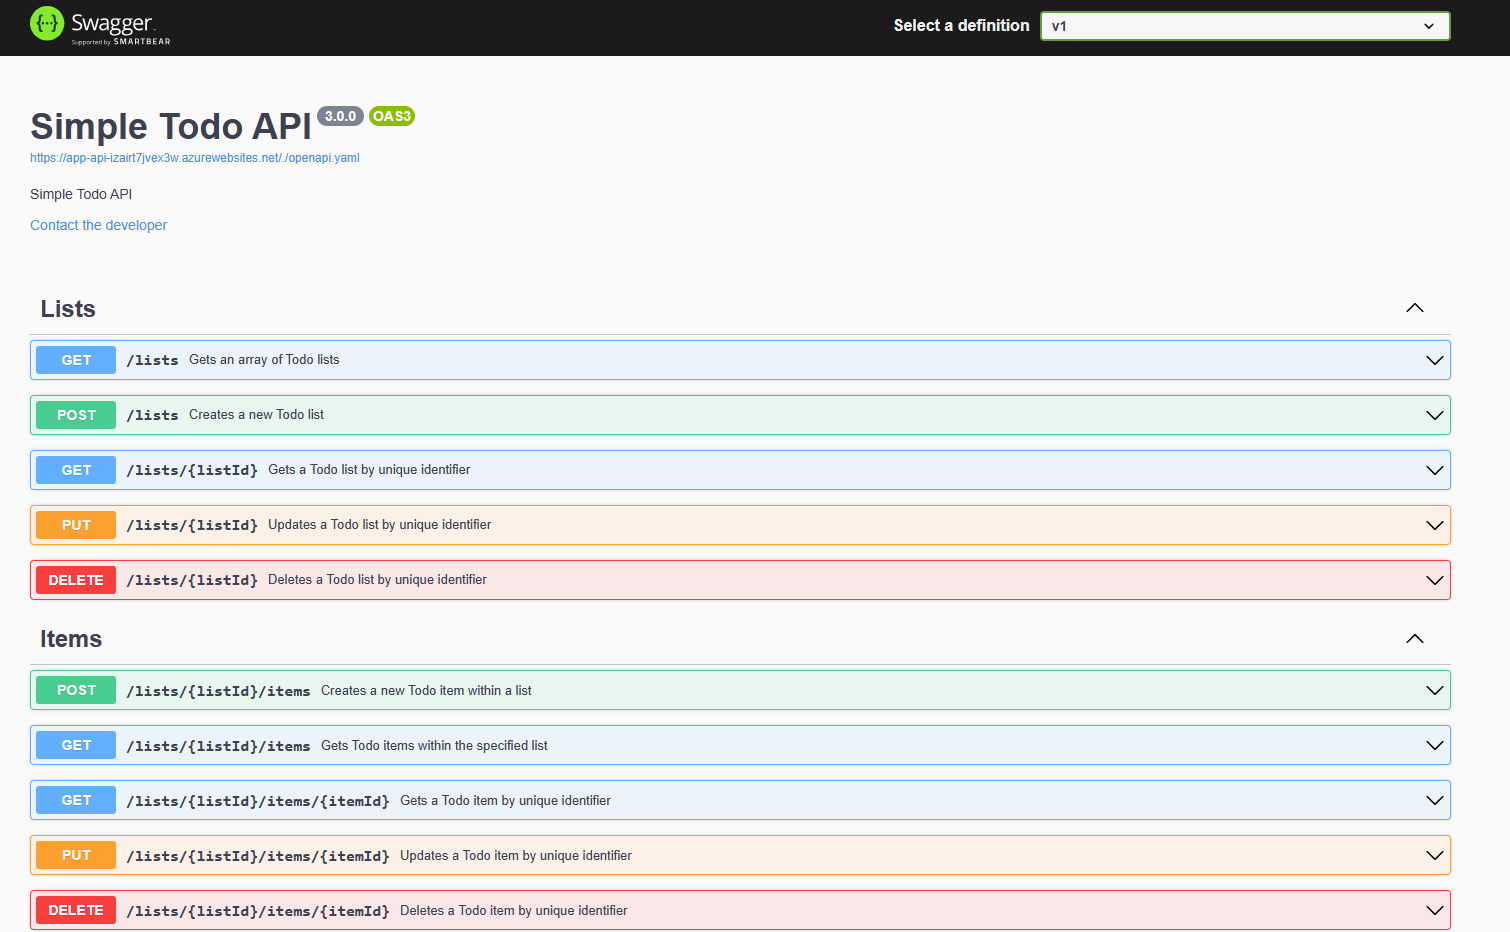 Swagger.
Supported by SMARTBEAR
Select a definition v1
Simple Todo API 3.0.0 OAS3
https://app-api-izairt7jvex3w.azurewebsites.net/./openapi.yaml
Simple Todo API
Contact the developer
Lists
GET /lists Gets an array of Todo lists
POST /lists Creates a new Todo list
GET /lists/{listId} Gets a Todo list by unique identifier
PUT /lists/{listId} Updates a Todo list by unique identifier
DELETE /lists/{listId} Deletes a Todo list by unique identifier
Items
POST /lists/{listId}/items Creates a new Todo item within a list
GET /lists/{listId}/items Gets Todo items within the specified list
GET /lists/{listId}/items/{itemId} Gets a Todo item by unique identifier
PUT /lists/{listId}/items/{itemId} Updates a Todo item by unique identifier
DELETE /lists/{listId}/items/{itemId} Deletes a Todo item by unique identifier